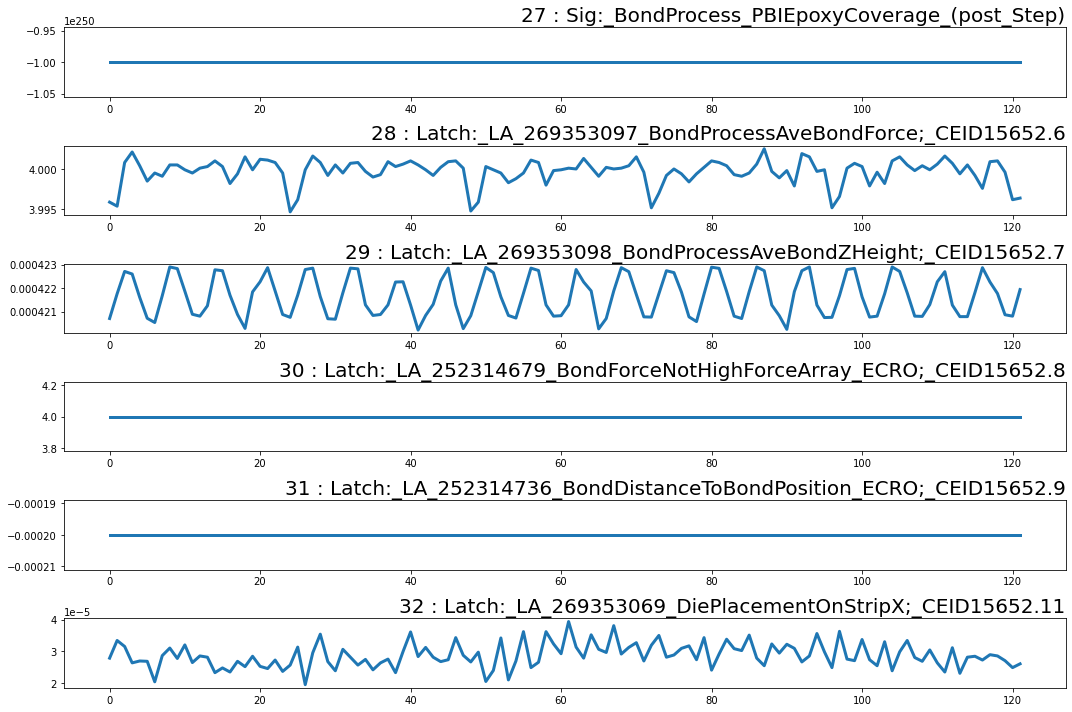 27 : Sig:_BondProcess_PBIEpoxyCoverage_(post_Step)
1e250
−0.95
−1.00
−1.05
0 20 40 60 80 100 120
28 : Latch:_LA_269353097_BondProcessAveBondForce;_CEID15652.6
4.000
3.995
0 20 40 60 80 100 120
29 : Latch:_LA_269353098_BondProcessAveBondZHeight;_CEID15652.7
0.000423
0.000422
0.000421
0 20 40 60 80 100 120
30 : Latch:_LA_252314679_BondForceNotHighForceArray_ECRO;_CEID15652.8
4.2
4.0
3.8
0 20 40 60 80 100 120
31 : Latch:_LA_252314736_BondDistanceToBondPosition_ECRO;_CEID15652.9
−0.00019
−0.00020
−0.00021
0 20 40 60 80 100 120
32 : Latch:_LA_269353069_DiePlacementOnStripX;_CEID15652.11
1e−5
4
3
2
0 20 40 60 80 100 120